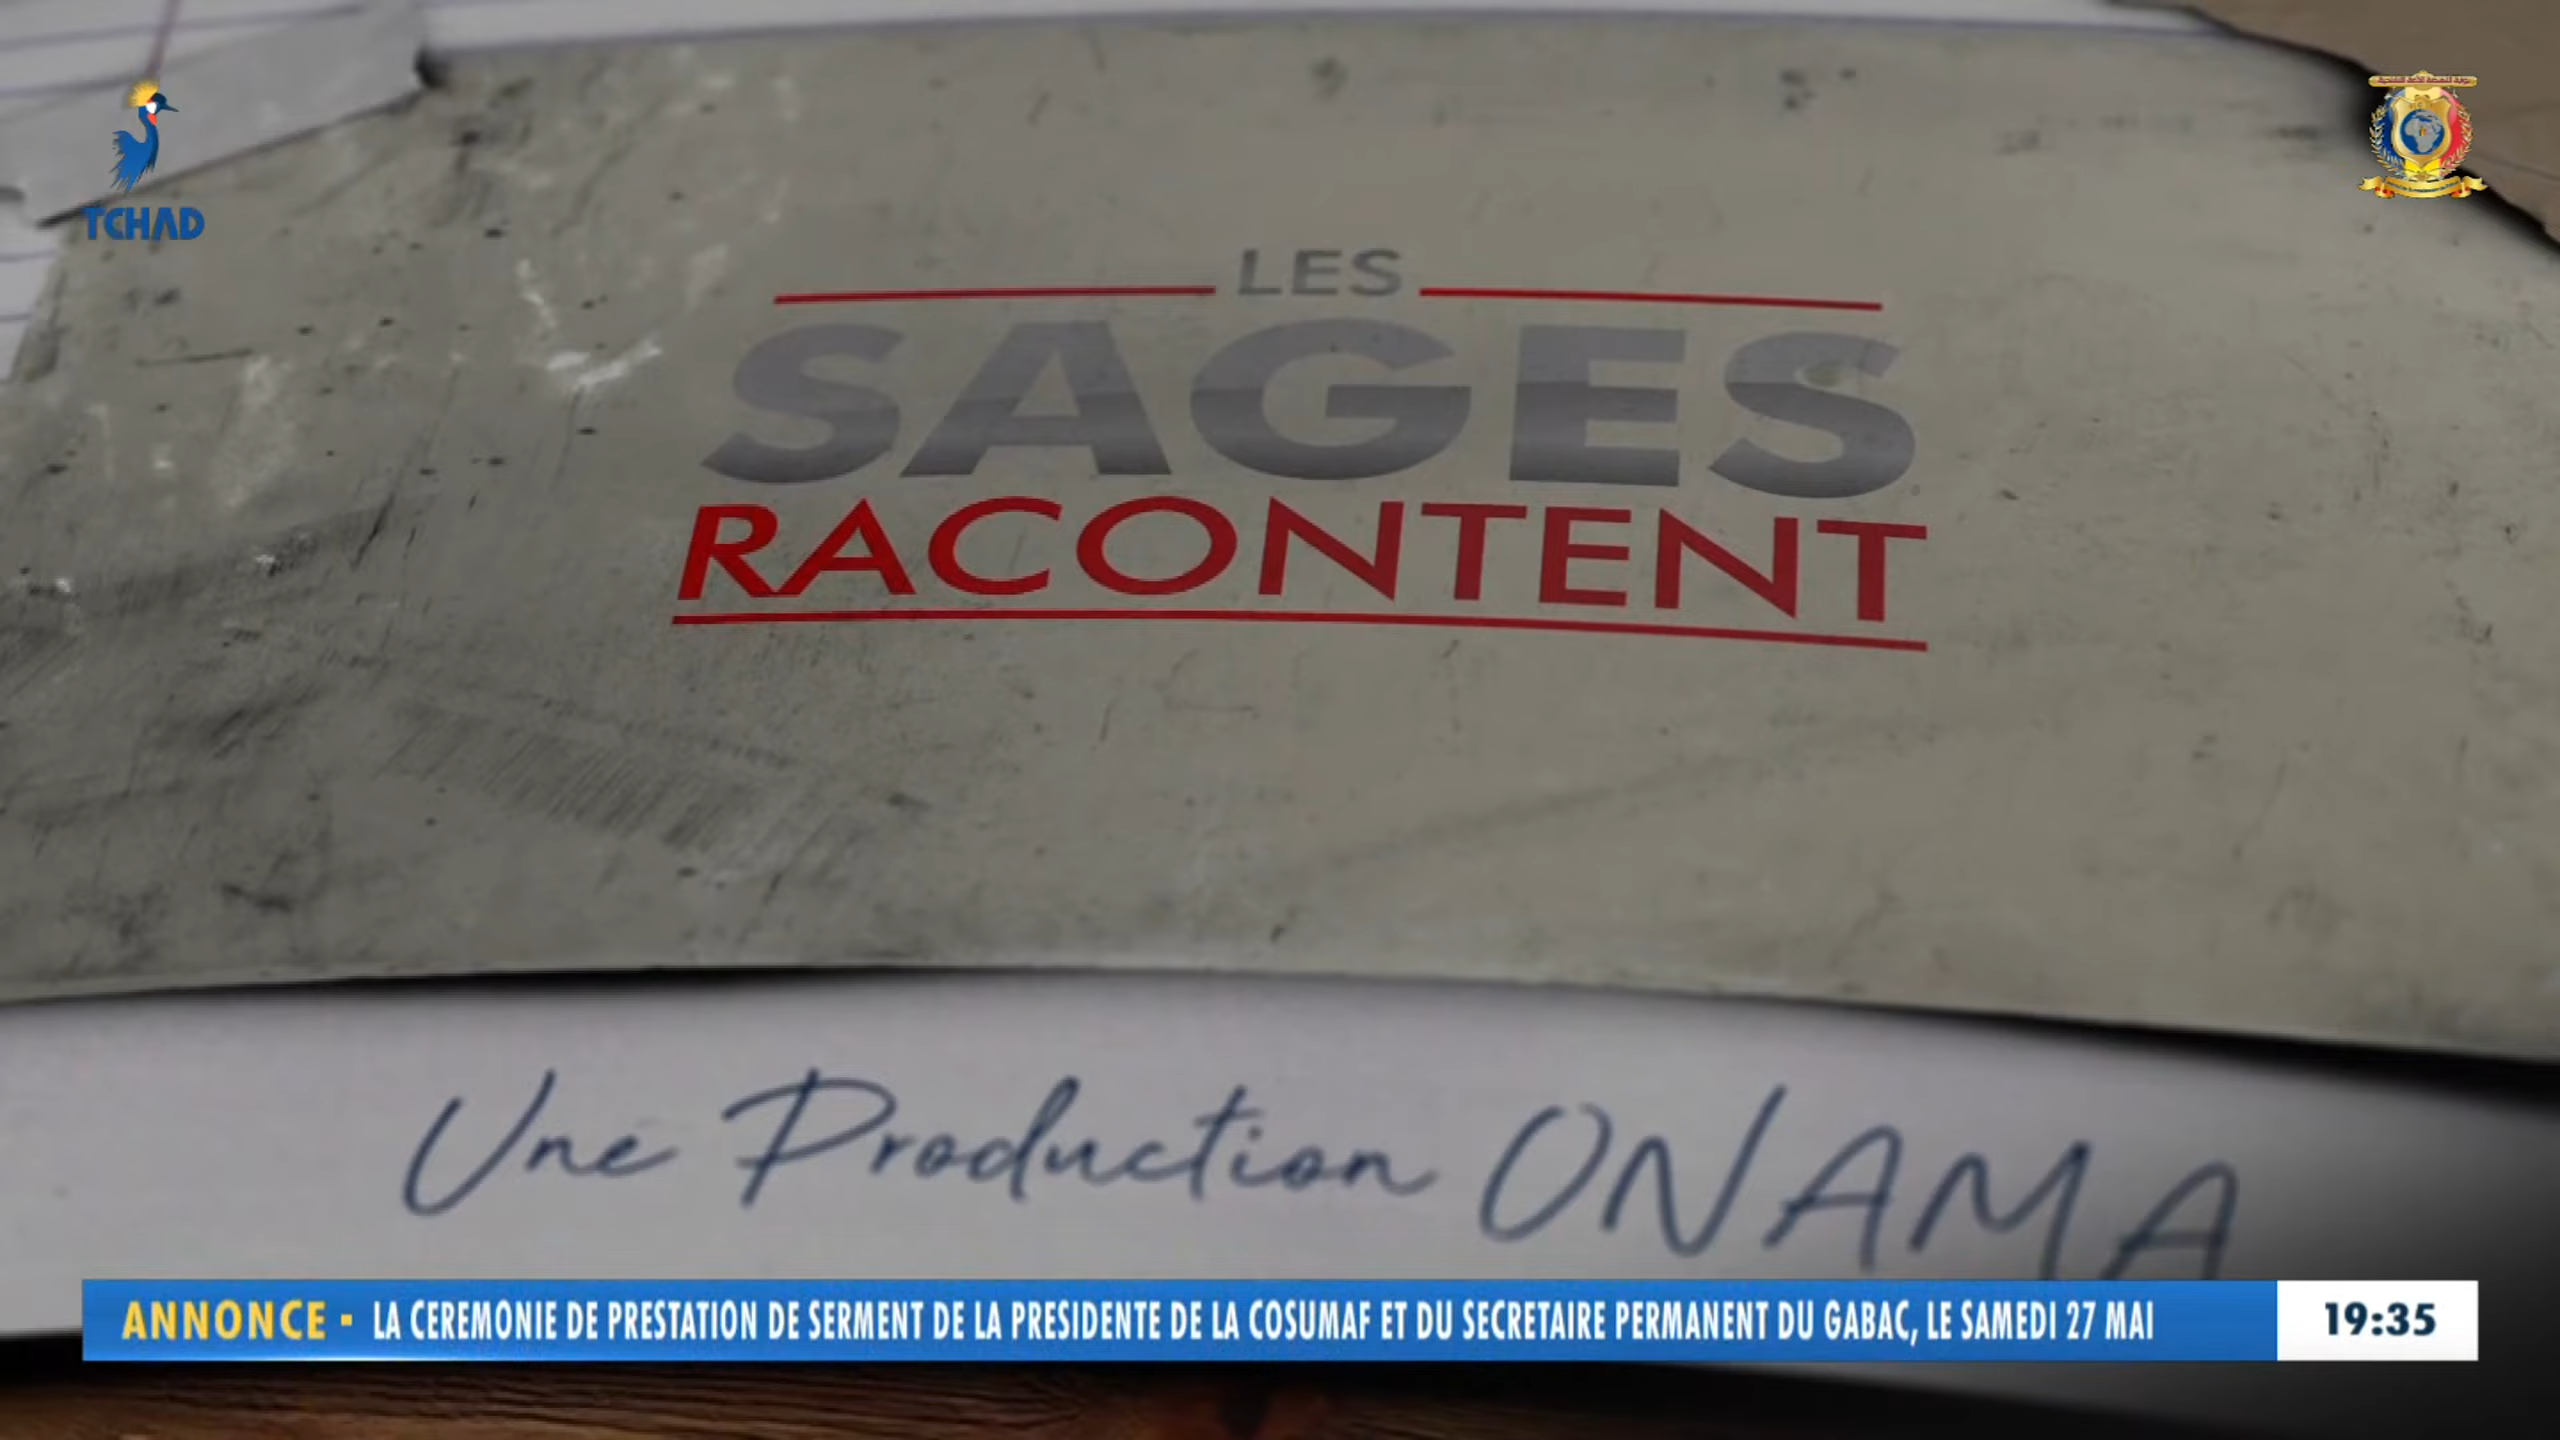 TCHAD
LES
SAGES
RACONTENT
Une Production ONAMA
ANNONCE · LA CEREMONIE DE PRESTATION DE SERMENT DE LA PRESIDENTE DE LA COSUMAF ET DU SECRETAIRE PERMANENT DU GABAC, LE SAMEDI 27 MAI
19:35